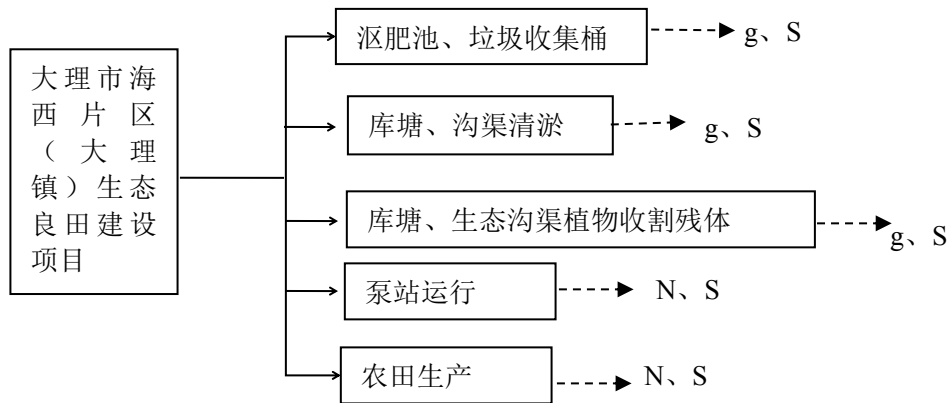 大理市海
西片区
（大理
镇）生态
良田建设
项目
沤肥池、垃圾收集桶
g、S
库塘、沟渠清淤
g、S
库塘、生态沟渠植物收割残体
g、S
泵站运行
N、S
农田生产
N、S